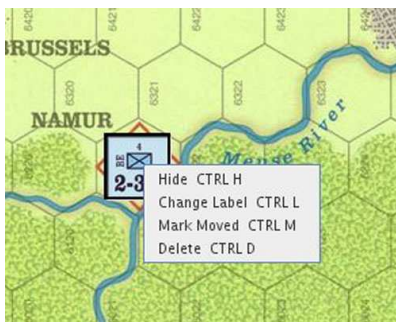 BRUSSELS
6320
6321
6323
NAMUR
4
BE
2-3
Meuse River
Hide CTRL H
Change Label CTRL L
Mark Moved CTRL M
Delete CTRL D